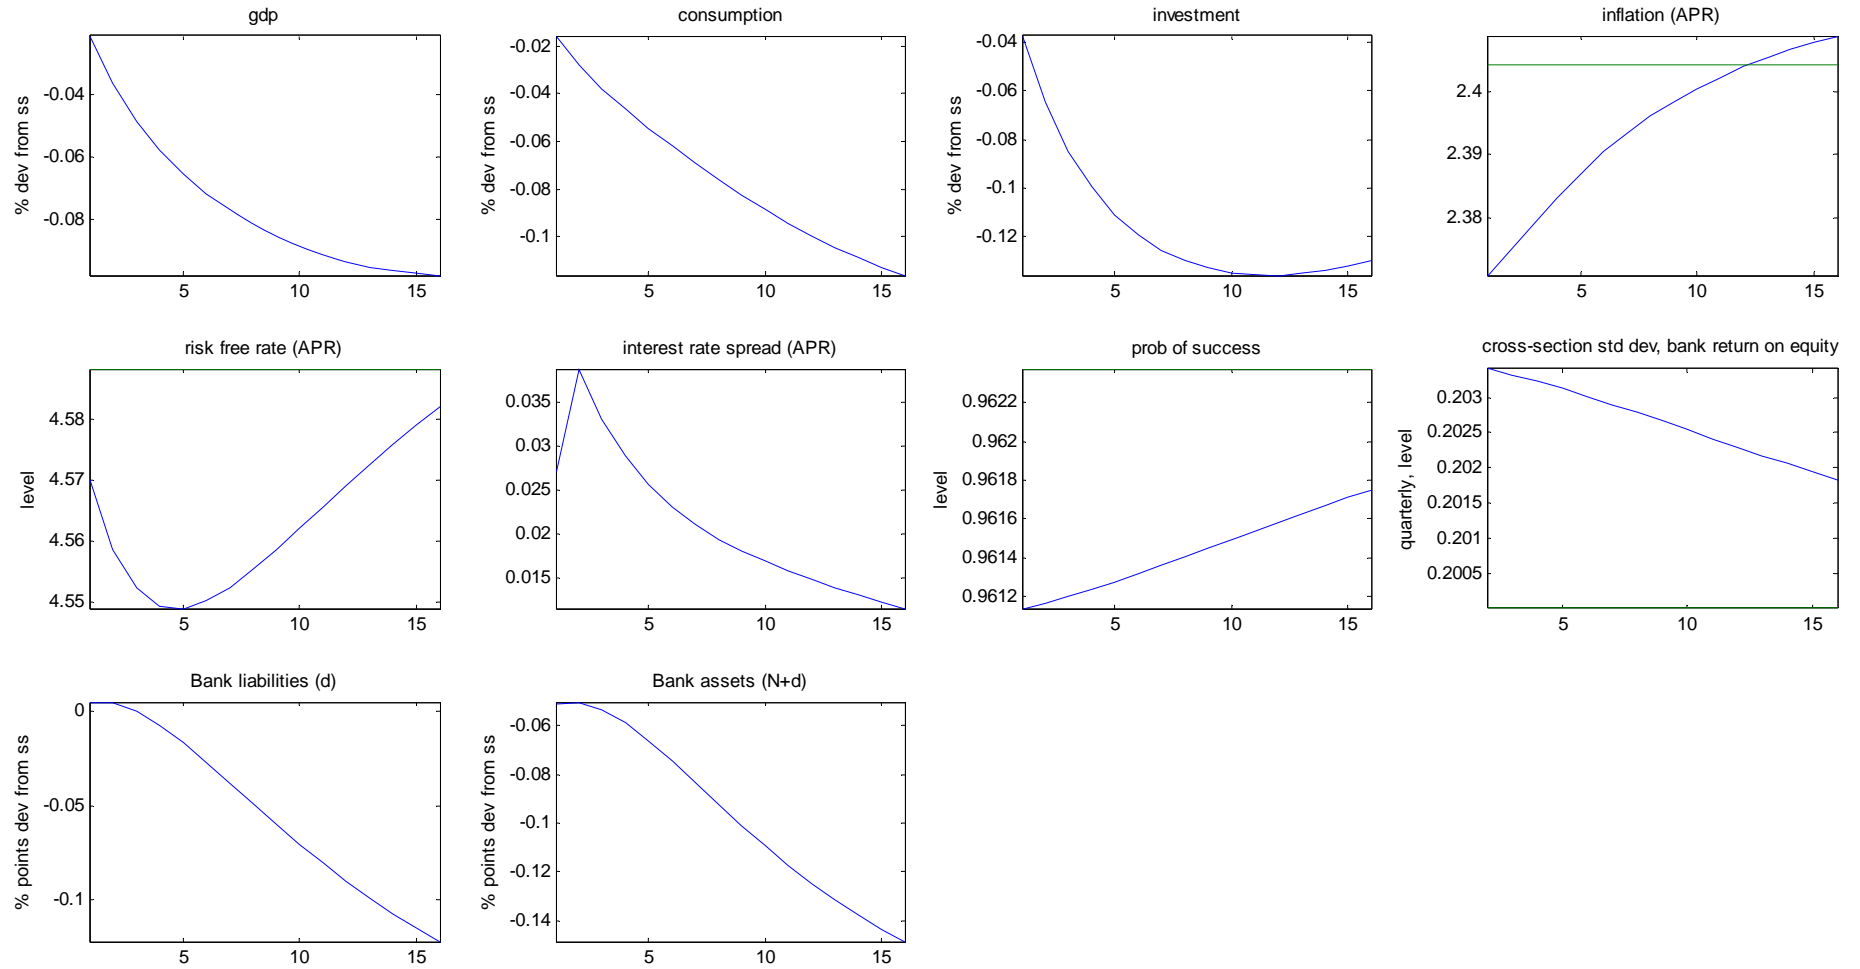 gdp
% dev from ss
-0.04
-0.06
-0.08
5 10 15
consumption
% dev from ss
-0.02
-0.04
-0.06
-0.08
-0.1
5 10 15
investment
% dev from ss
-0.04
-0.06
-0.08
-0.1
-0.12
5 10 15
inflation (APR)
2.4
2.39
2.38
5 10 15
risk free rate (APR)
level
4.58
4.57
4.56
4.55
5 10 15
interest rate spread (APR)
0.035
0.03
0.025
0.02
0.015
5 10 15
prob of success
level
0.9622
0.962
0.9618
0.9616
0.9614
0.9612
5 10 15
cross-section std dev, bank return on equity
quarterly, level
0.203
0.2025
0.202
0.2015
0.201
0.2005
5 10 15
Bank liabilities (d)
% points dev from ss
0
-0.05
-0.1
5 10 15
Bank assets (N+d)
% points dev from ss
-0.06
-0.08
-0.1
-0.12
-0.14
5 10 15